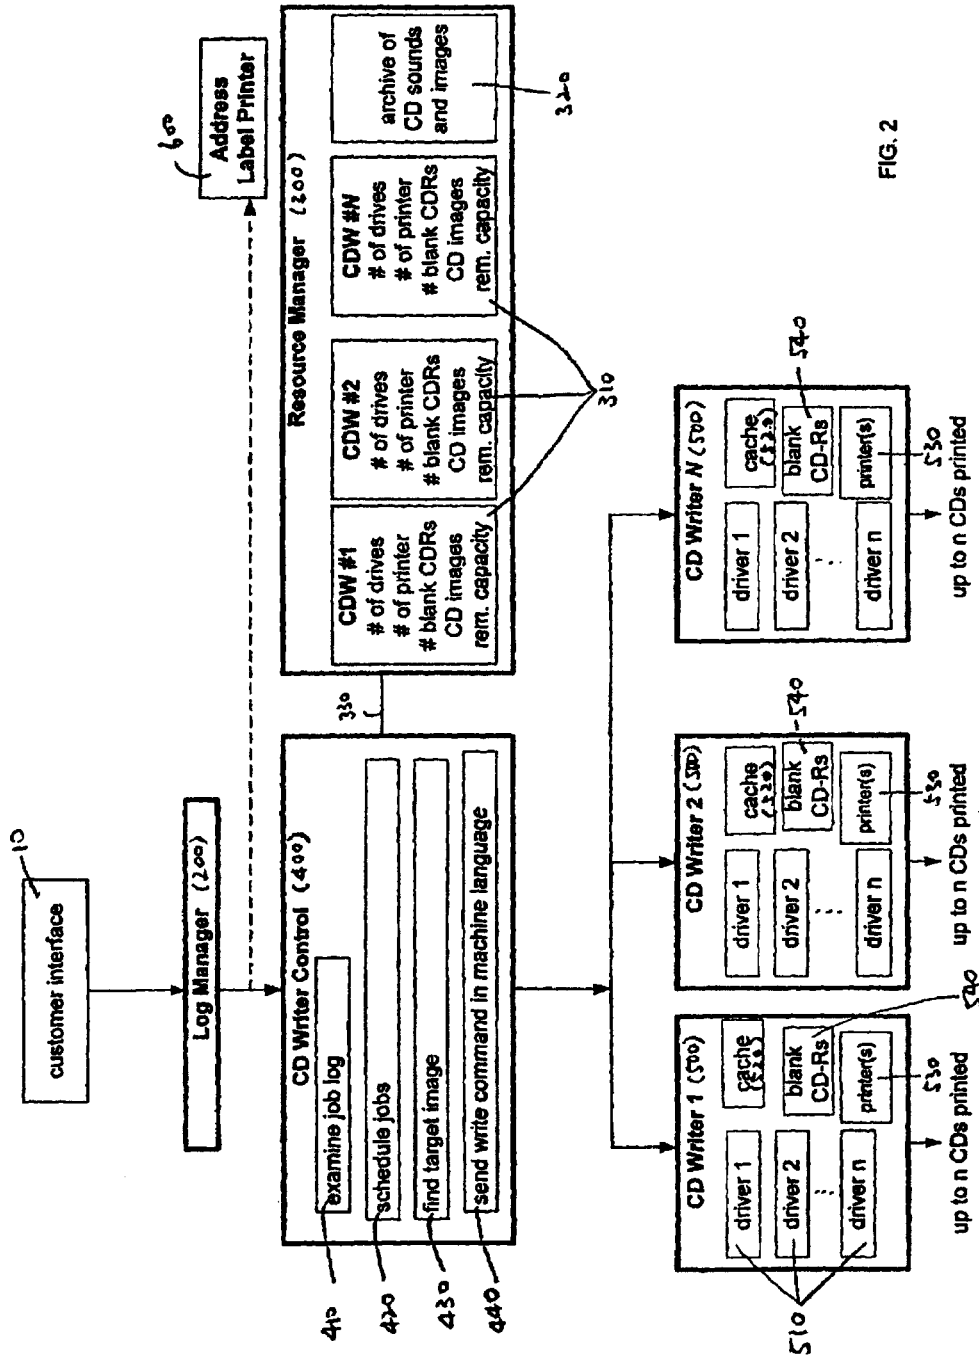 10
customer interface
Log Manager (200)
600
Address
Label Printer
CD Writer Control (400)
410
examine job log
420
schedule jobs
430
find target image
440
send write command in machine language
330
Resource Manager (200)
CDW #1
# of drives
# of printer
# blank CDRs
CD images
rem. capacity
CDW #2
# of drives
# of printer
# blank CDRs
CD images
rem. capacity
CDW #N
# of drives
# of printer
# blank CDRs
CD images
rem. capacity
310
archive of
CD sounds
and images
320
CD Writer 1 (500)
driver 1
driver 2
...
driver n
510
cache
(520)
blank
CD-Rs
540
printer(s)
530
up to n CDs printed
CD Writer 2 (500)
driver 1
driver 2
...
driver n
cache
(520)
blank
CD-Rs
540
printer(s)
530
up to n CDs printed
CD Writer N (500)
driver 1
driver 2
...
driver n
cache
(520)
blank
CD-Rs
540
printer(s)
530
up to n CDs printed
FIG. 2